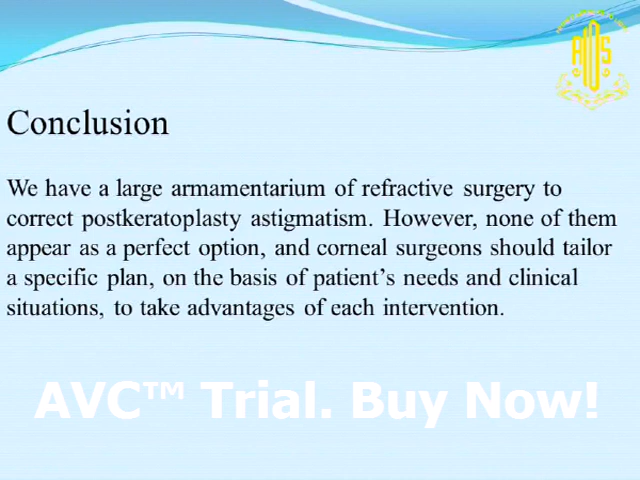 Conclusion
We have a large armamentarium of refractive surgery to
correct postkeratoplasty astigmatism. However, none of them
appear as a perfect option, and corneal surgeons should tailor
a specific plan, on the basis of patient’s needs and clinical
situations, to take advantages of each intervention.
AVC™ Trial. Buy Now!